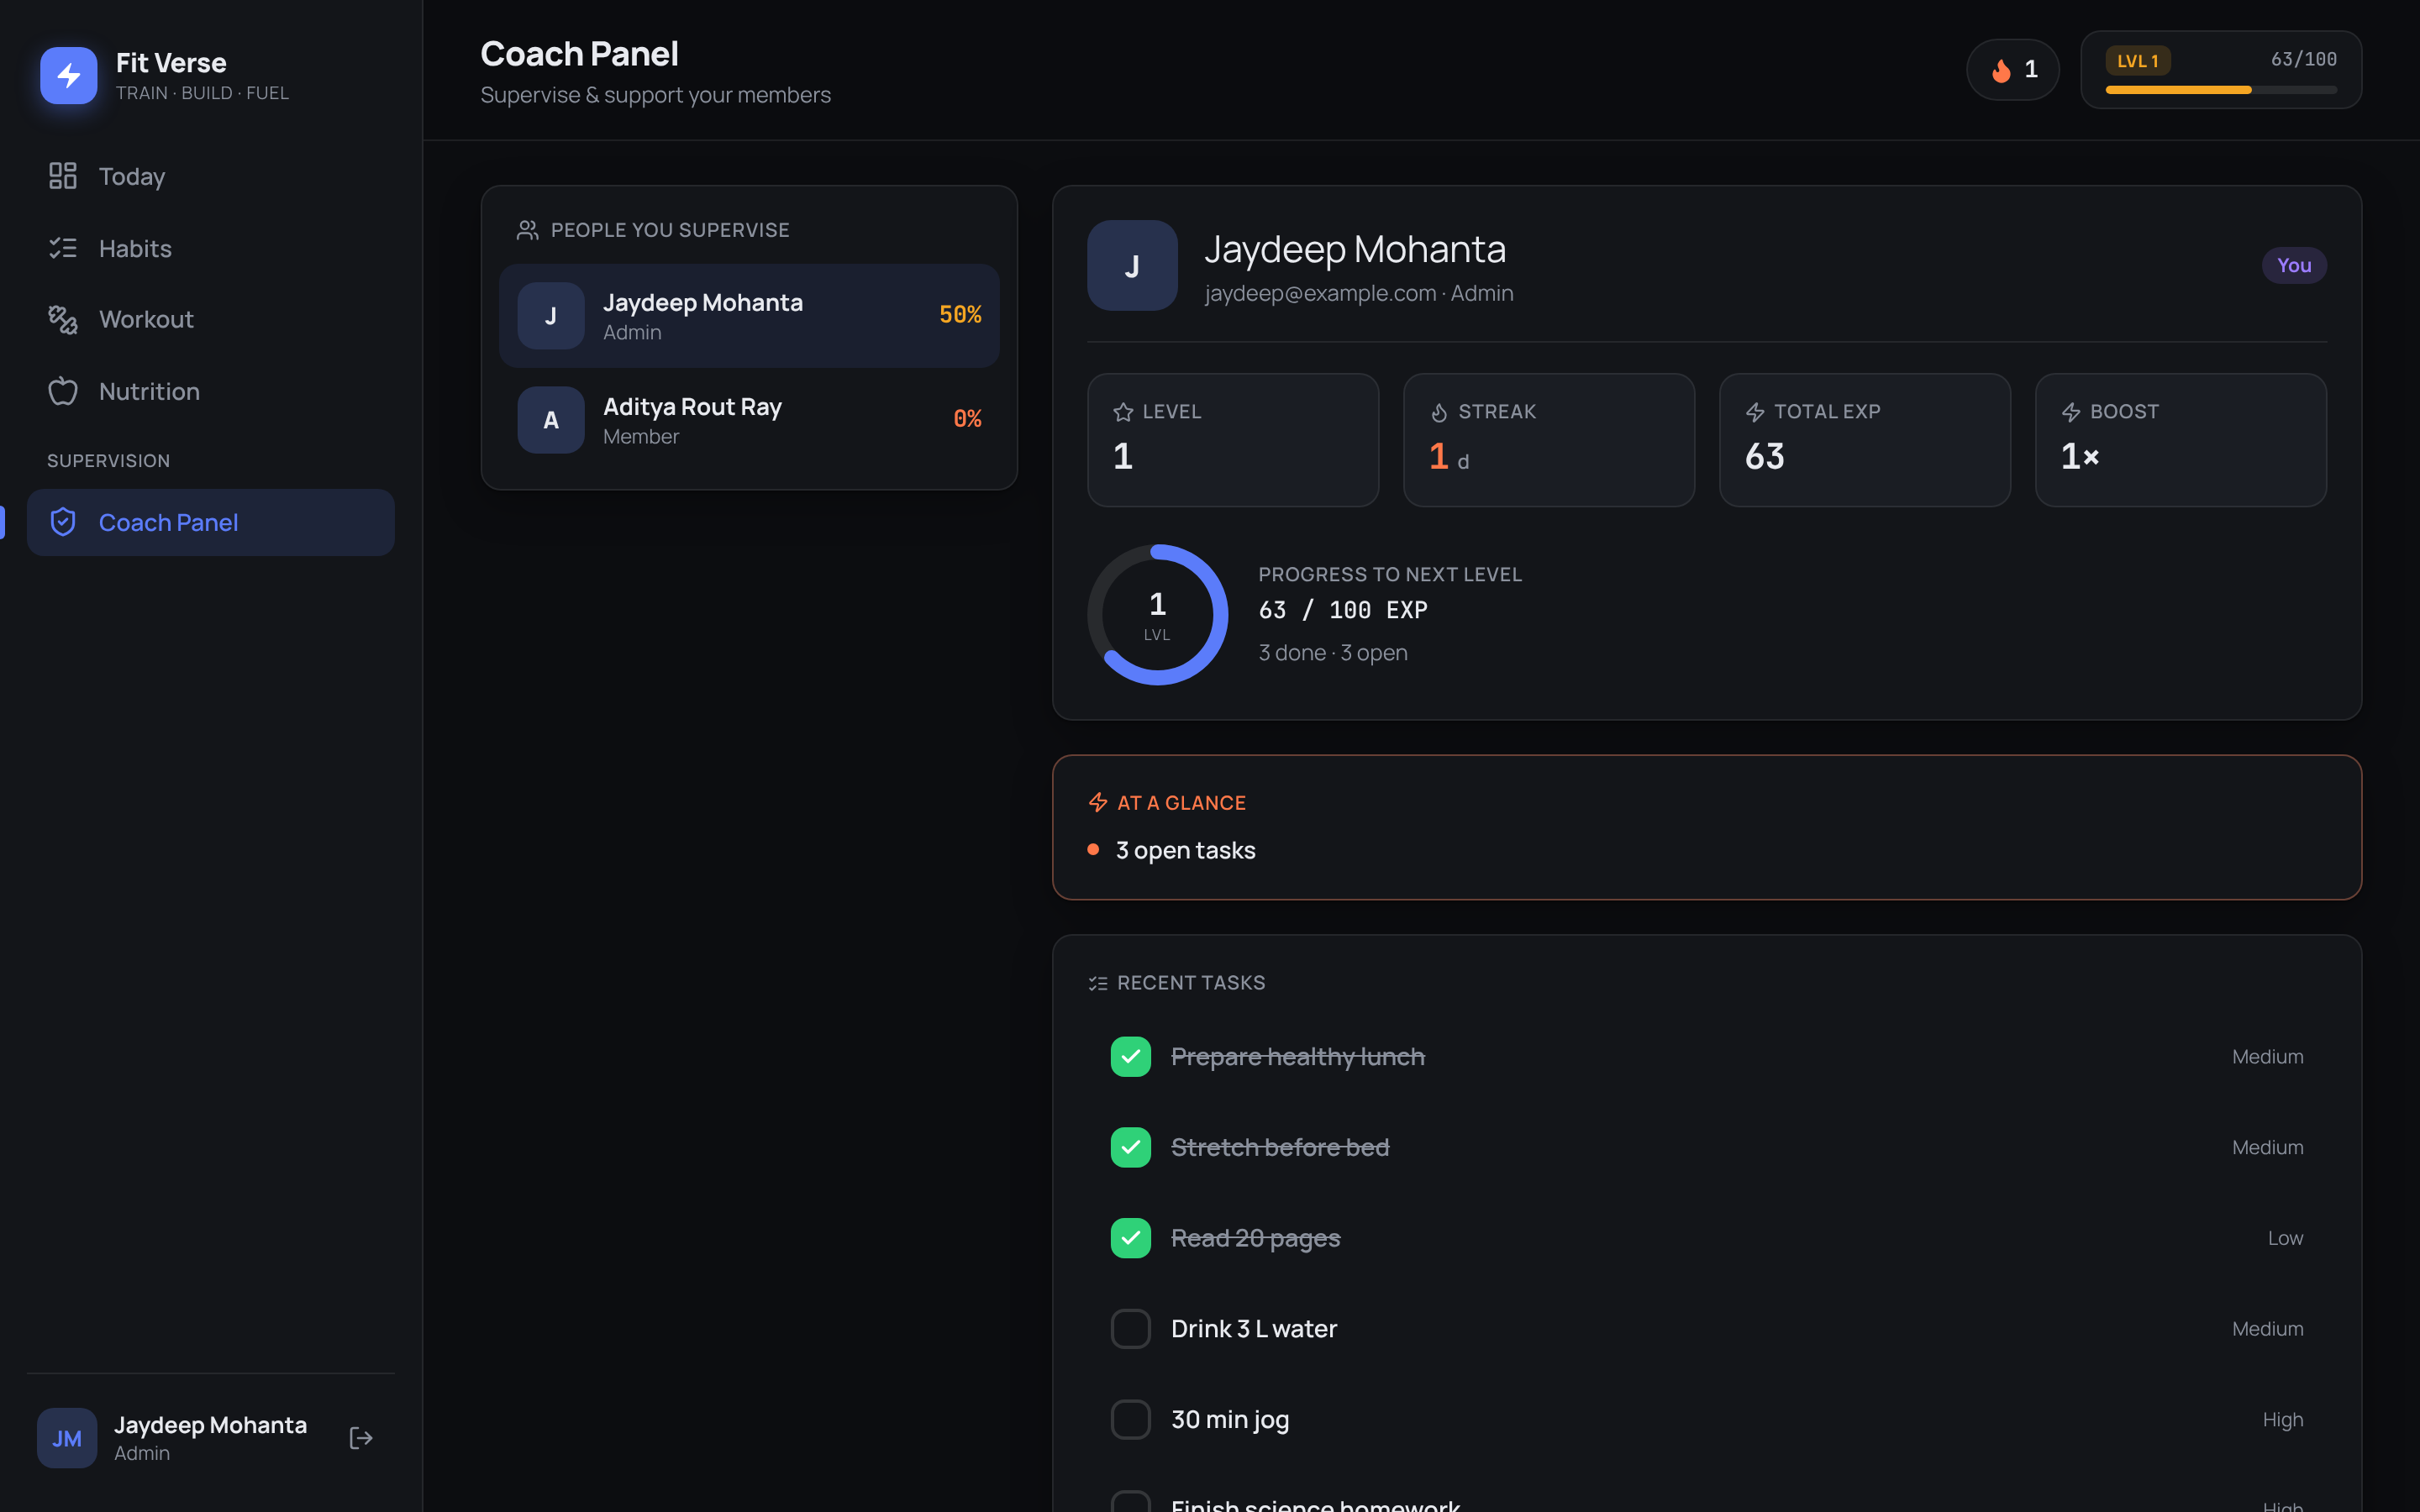 Fit Verse
TRAIN · BUILD · FUEL
Today
Habits
Workout
Nutrition
SUPERVISION
Coach Panel
JM
Jaydeep Mohanta
Admin
Coach Panel
Supervise & support your members
1
LVL 1
63/100
PEOPLE YOU SUPERVISE
J
Jaydeep Mohanta
Admin
50%
A
Aditya Rout Ray
Member
0%
J
Jaydeep Mohanta
jaydeep@example.com · Admin
You
LEVEL
1
STREAK
1 d
TOTAL EXP
63
BOOST
1×
1
LVL
PROGRESS TO NEXT LEVEL
63 / 100 EXP
3 done · 3 open
AT A GLANCE
3 open tasks
RECENT TASKS
Prepare healthy lunch
Medium
Stretch before bed
Medium
Read 20 pages
Low
Drink 3 L water
Medium
30 min jog
High
Finish science homework
High